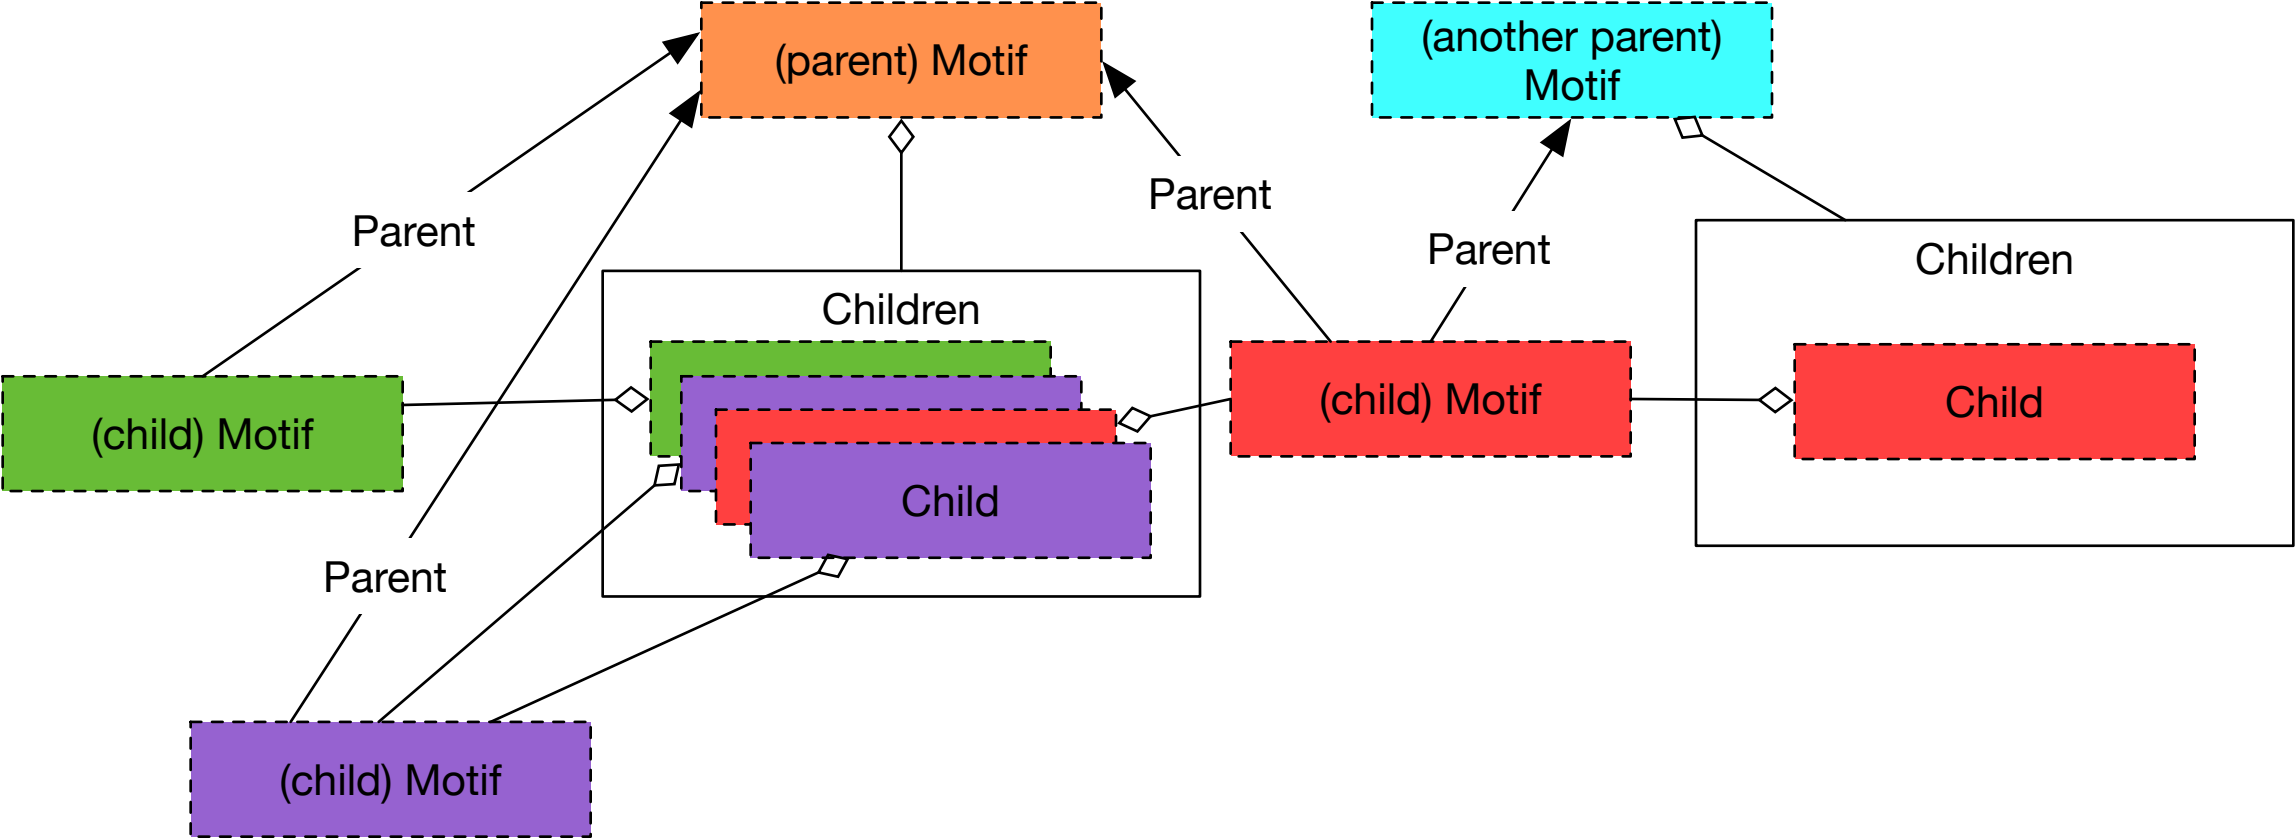 (parent) Motif
(another parent)
Motif
Parent
Parent
Parent
Children
Children
(child) Motif
Child
(child) Motif
Child
Parent
(child) Motif